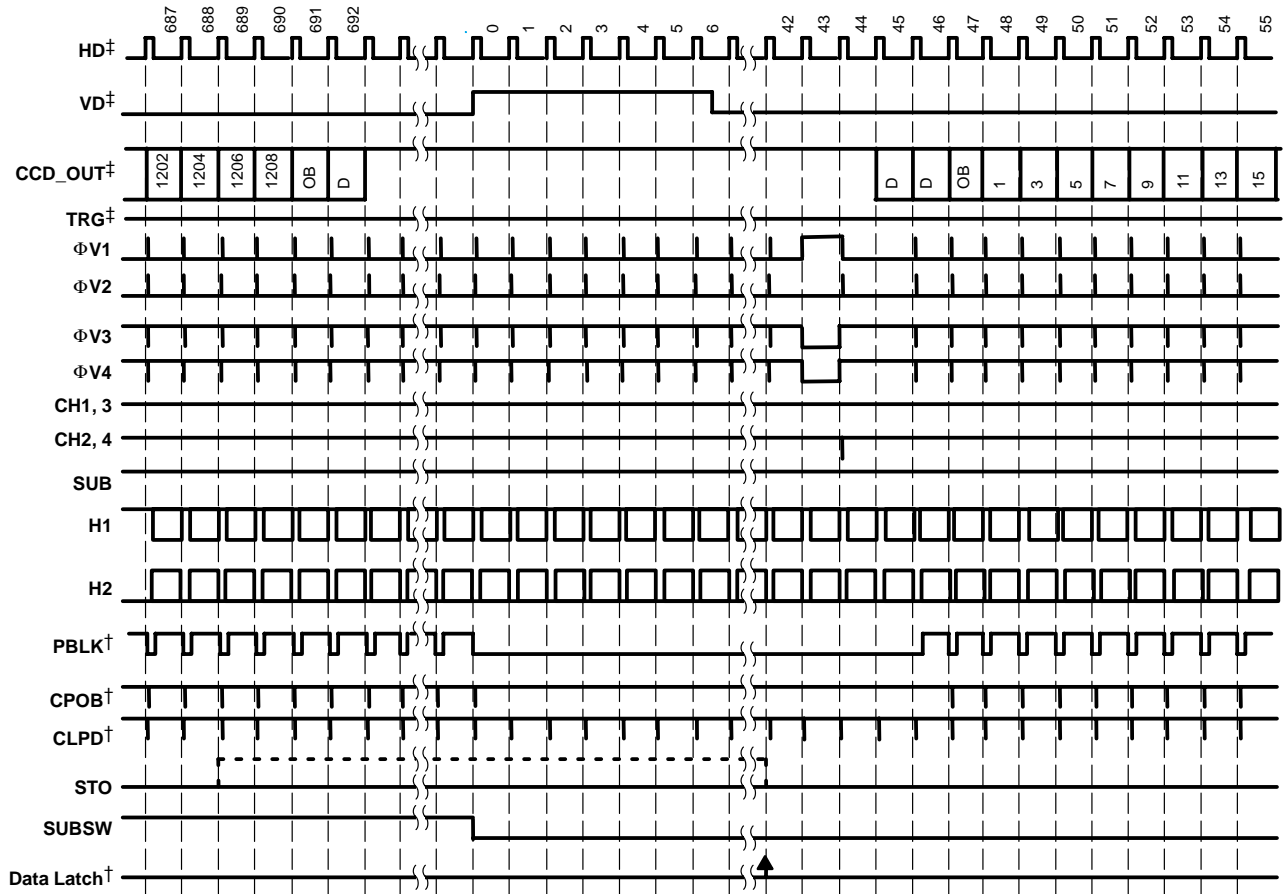 687 688 689 690 691 692 0 1 2 3 4 5 6 42 43 44 45 46 47 48 49 50 51 52 53 54 55
HD‡
VD‡
CCD_OUT‡ 1202 1204 1206 1208 OB D D D OB 1 3 5 7 9 11 13 15
TRG‡
ΦV1
ΦV2
ΦV3
ΦV4
CH1, 3
CH2, 4
SUB
H1
H2
PBLK†
CPOB†
CLPD†
STO
SUBSW
Data Latch†